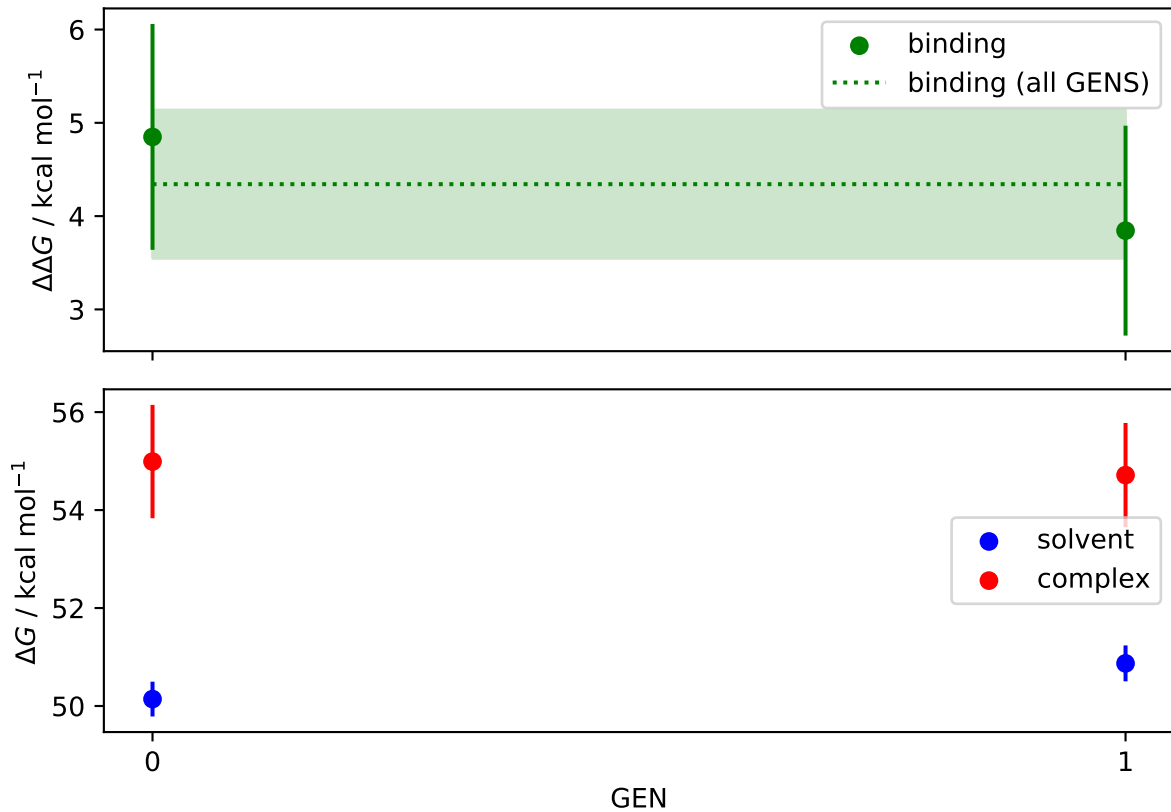 6
5
4
3
ΔΔG / kcal mol⁻¹
binding
binding (all GENS)
56
54
52
50
ΔG / kcal mol⁻¹
solvent
complex
0
1
GEN